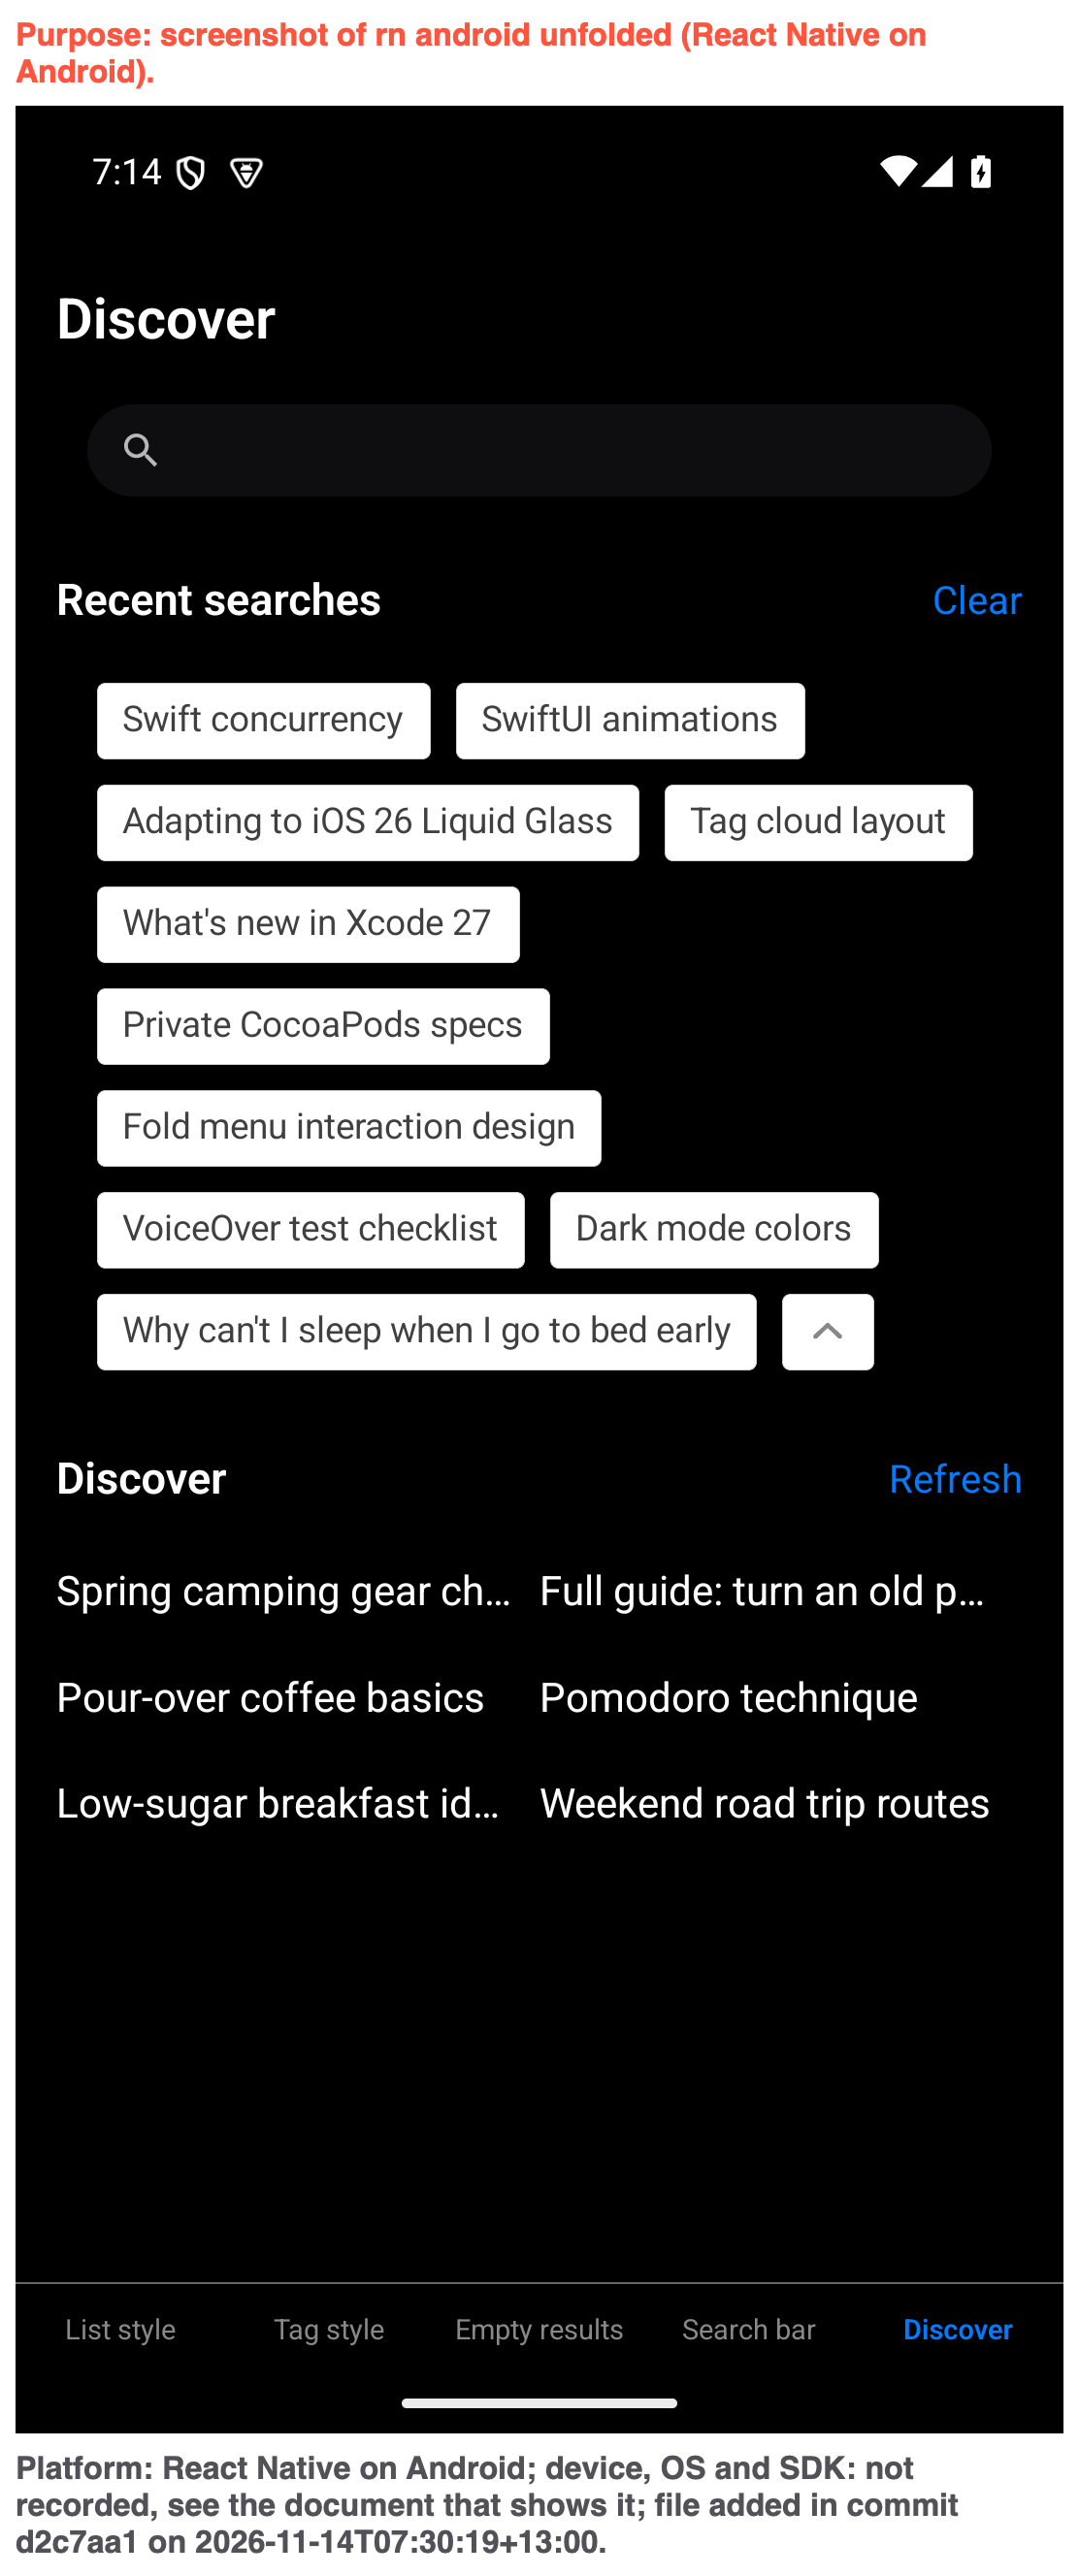 Purpose: screenshot of rn android unfolded (React Native on
Android).
7:14
Discover
Recent searches
Clear
Swift concurrency
SwiftUI animations
Adapting to iOS 26 Liquid Glass
Tag cloud layout
What's new in Xcode 27
Private CocoaPods specs
Fold menu interaction design
VoiceOver test checklist
Dark mode colors
Why can't I sleep when I go to bed early
Discover
Refresh
Spring camping gear ch...
Full guide: turn an old p...
Pour-over coffee basics
Pomodoro technique
Low-sugar breakfast id...
Weekend road trip routes
List style
Tag style
Empty results
Search bar
Discover
Platform: React Native on Android; device, OS and SDK: not
recorded, see the document that shows it; file added in commit
d2c7aa1 on 2026-11-14T07:30:19+13:00.